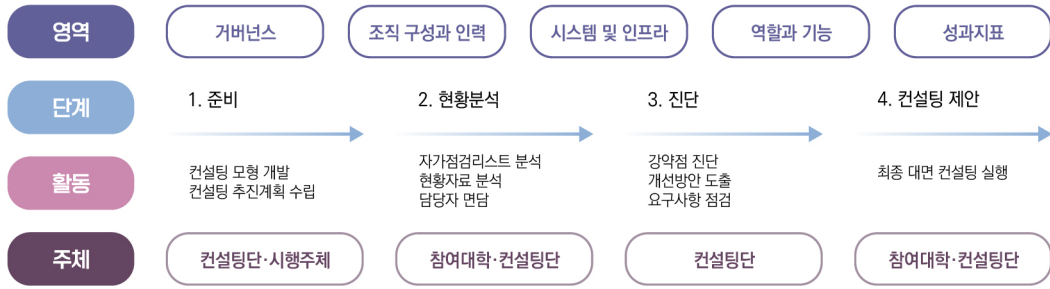 영역
거버넌스
조직 구성과 인력
시스템 및 인프라
역할과 기능
성과지표
단계
1. 준비
2. 현황분석
3. 진단
4. 컨설팅 제안
활동
컨설팅 모형 개발
컨설팅 추진계획 수립
자가점검리스트 분석
현황자료 분석
담당자 면담
강약점 진단
개선방안 도출
요구사항 점검
최종 대면 컨설팅 실행
주체
컨설팅단·시행주체
참여대학·컨설팅단
컨설팅단
참여대학·컨설팅단